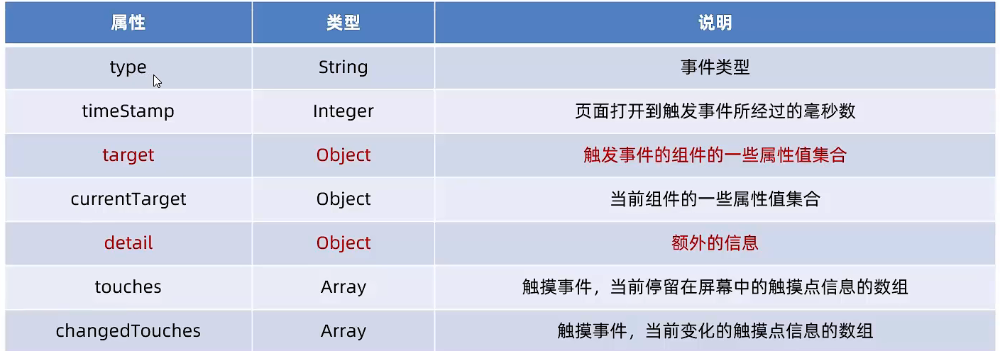 属性 类型 说明
type String 事件类型
timeStamp Integer 页面打开到触发事件所经过的毫秒数
target Object 触发事件的组件的一些属性值集合
currentTarget Object 当前组件的一些属性值集合
detail Object 额外的信息
touches Array 触摸事件，当前停留在屏幕中的触摸点信息的数组
changedTouches Array 触摸事件，当前变化的触摸点信息的数组